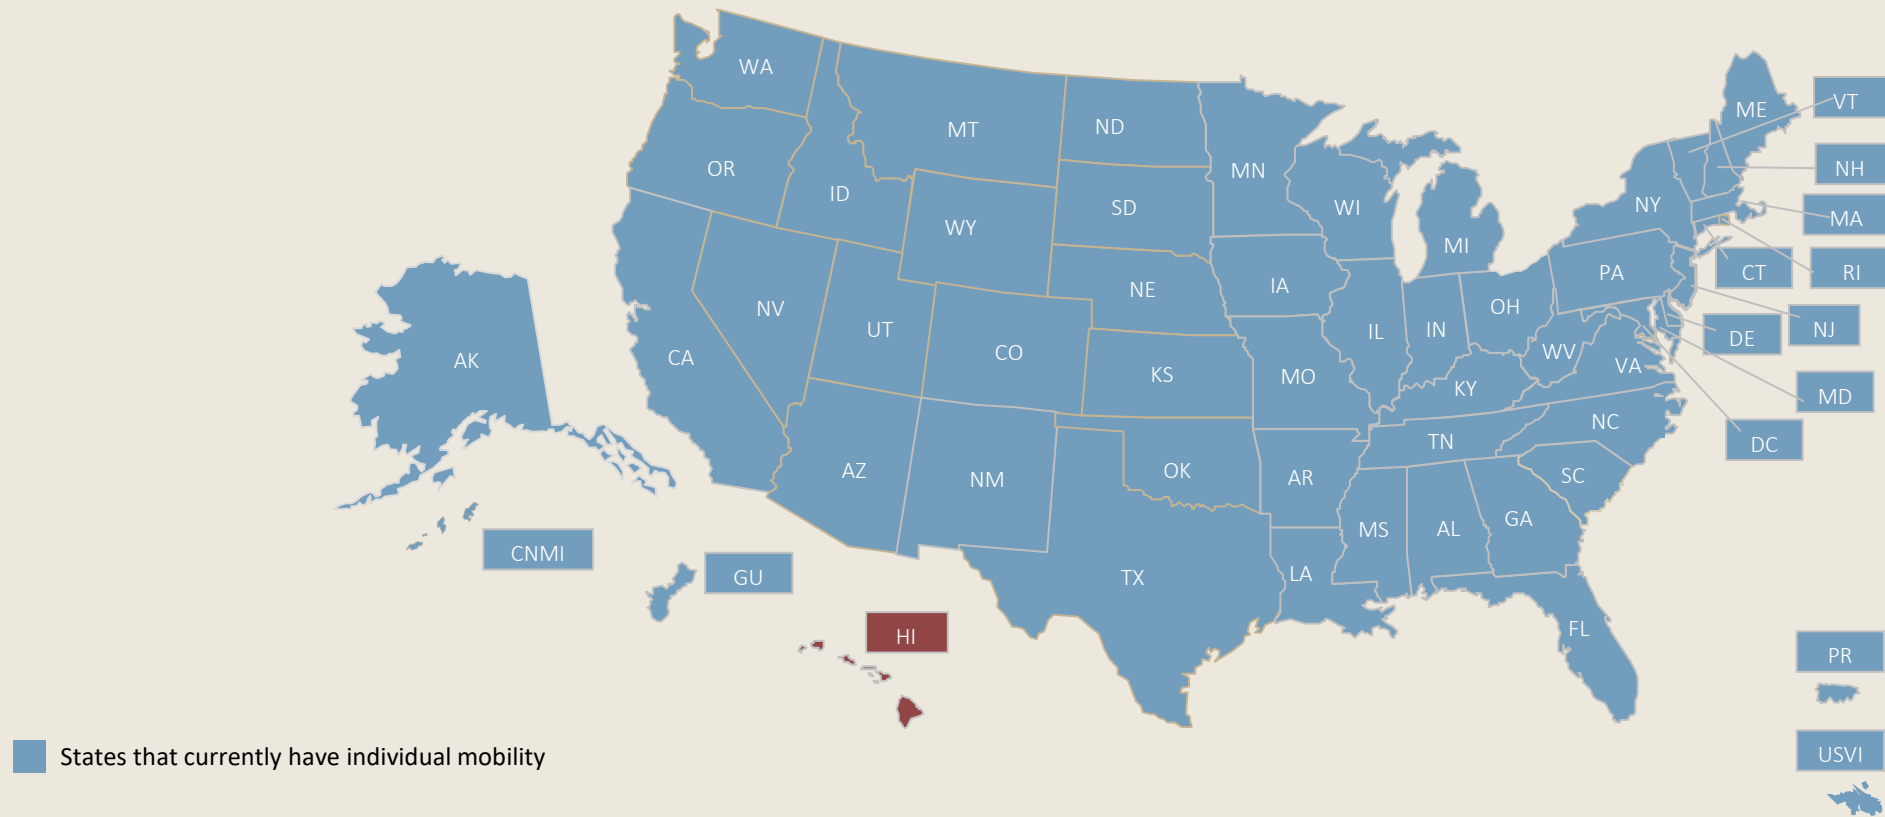 WA
VT
ME
MT
ND
NH
OR
MN
ID
SD
WI
NY
MA
WY
MI
PA
CT
RI
IA
NE
NV
OH
UT
IL
IN
NJ
DE
CO
WV
AK
CA
KS
MO
VA
KY
MD
NC
TN
DC
AZ
NM
OK
AR
SC
GA
MS
AL
CNMI
GU
TX
LA
HI
FL
PR
USVI
States that currently have individual mobility